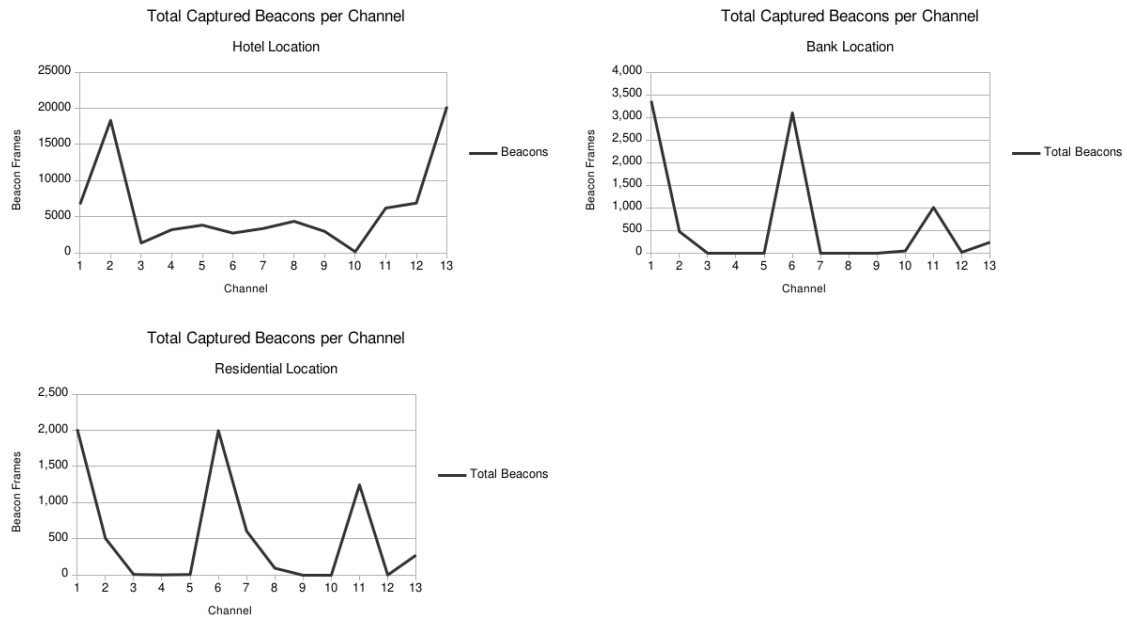 Total Captured Beacons per Channel
Hotel Location
25000
20000
15000
10000
5000
0
Beacon Frames
1 2 3 4 5 6 7 8 9 10 11 12 13
Channel
Beacons
Total Captured Beacons per Channel
Bank Location
4,000
3,500
3,000
2,500
2,000
1,500
1,000
500
0
Beacon Frames
1 2 3 4 5 6 7 8 9 10 11 12 13
Channel
Total Beacons
Total Captured Beacons per Channel
Residential Location
2,500
2,000
1,500
1,000
500
0
Beacon Frames
1 2 3 4 5 6 7 8 9 10 11 12 13
Channel
Total Beacons